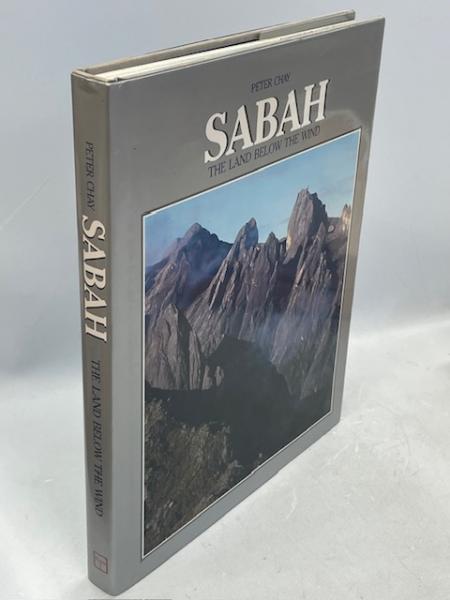 PETER CHAY
SABAH
THE LAND BELOW THE WIND
PETER CHAY
SABAH
THE LAND BELOW THE WIND